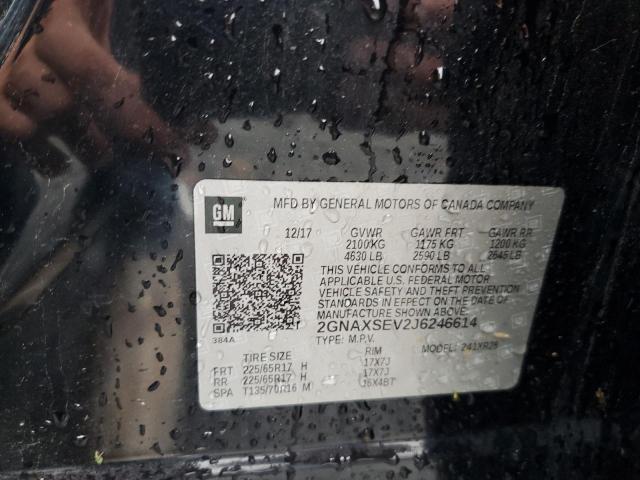 GM
MFD BY GENERAL MOTORS OF CANADA COMPANY
12/17 GVWR GAWR FRT GAWR RR
2100KG 1175 KG 1200 KG
4630 LB 2590 LB 2645 LB
THIS VEHICLE CONFORMS TO ALL
APPLICABLE U.S. FEDERAL MOTOR
VEHICLE SAFETY AND THEFT PREVENTION
STANDARDS IN EFFECT ON THE DATE OF
MANUFACTURE SHOWN ABOVE.
2GNAXSEV2J6246614
384A
TYPE: M.P.V. MODEL: 241XR26
TIRE SIZE RIM
FRT 225/65R17 H 17X7J
RR 225/65R17 H 17X7J
SPA T135/70R16 M 16X4BT